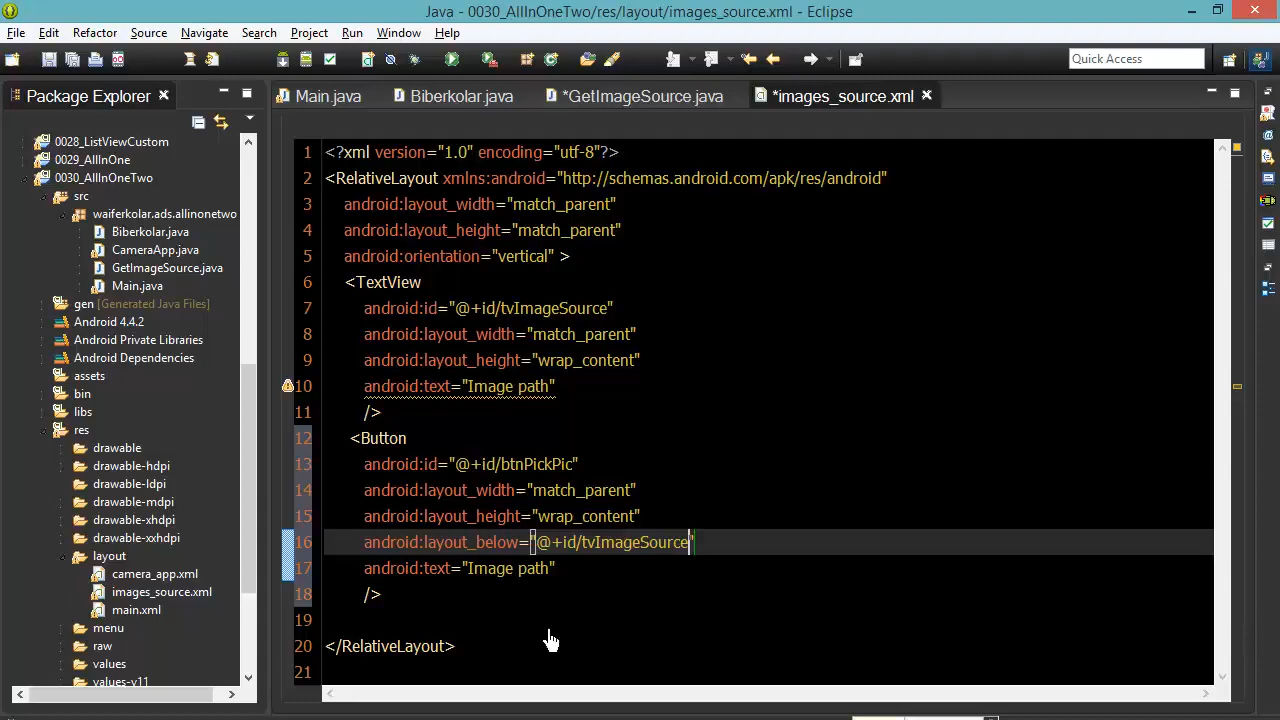 Java - 0030_AllInOneTwo/res/layout/images_source.xml - Eclipse
File Edit Refactor Source Navigate Search Project Run Window Help
Quick Access
Package Explorer
Main.java
Biberkolar.java
*GetImageSource.java
*images_source.xml
0028_ListViewCustom
0029_AllInOne
0030_AllInOneTwo
src
waiferkolar.ads.allinonetwo
Biberkolar.java
CameraApp.java
GetImageSource.java
Main.java
gen [Generated Java Files]
Android 4.4.2
Android Private Libraries
Android Dependencies
assets
bin
libs
res
drawable
drawable-hdpi
drawable-ldpi
drawable-mdpi
drawable-xhdpi
drawable-xxhdpi
layout
camera_app.xml
images_source.xml
main.xml
menu
raw
values
values-v11
1 <?xml version="1.0" encoding="utf-8"?>
2 <RelativeLayout xmlns:android="http://schemas.android.com/apk/res/android"
3 android:layout_width="match_parent"
4 android:layout_height="match_parent"
5 android:orientation="vertical" >
6 <TextView
7 android:id="@+id/tvImageSource"
8 android:layout_width="match_parent"
9 android:layout_height="wrap_content"
10 android:text="Image path"
11 />
12 <Button
13 android:id="@+id/btnPickPic"
14 android:layout_width="match_parent"
15 android:layout_height="wrap_content"
16 android:layout_below="@+id/tvImageSource"
17 android:text="Image path"
18 />
19
20 </RelativeLayout>
21